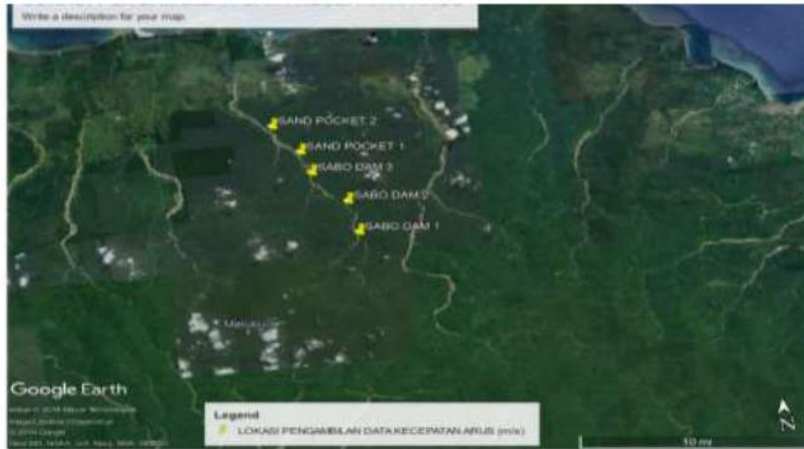 Write a description for your map.
SAND POCKET 2
SAND POCKET 1
SABO DAM 3
SABO DAM 2
SABO DAM 1
Maluku
Google Earth
Legend
LOKASI PENGAMBILAN DATA KECEPATAN ARUS (m/s)
N
10 mi